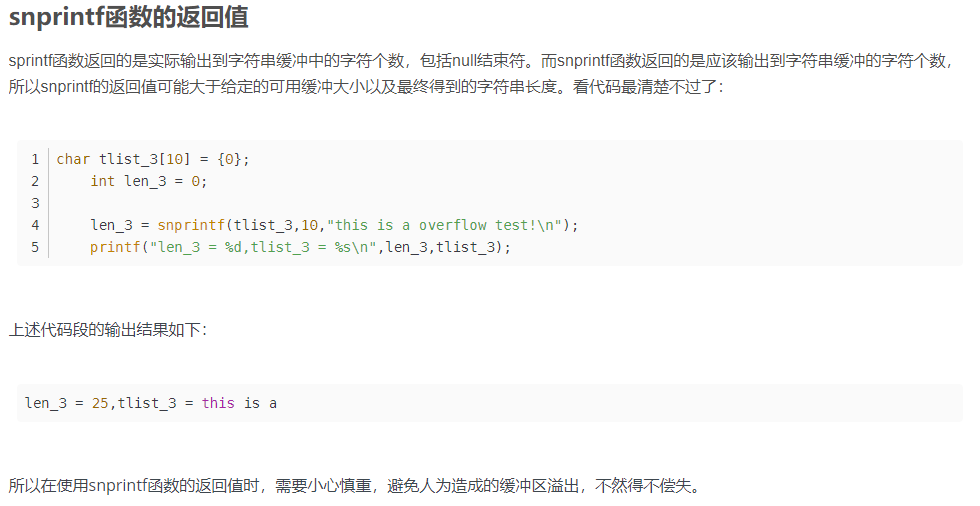 snprintf函数的返回值
sprintf函数返回的是实际输出到字符串缓冲中的字符个数，包括null结束符。而snprintf函数返回的是应该输出到字符串缓冲的字符个数，
所以snprintf的返回值可能大于给定的可用缓冲大小以及最终得到的字符串长度。看代码最清楚不过了：
1 char tlist_3[10] = {0};
2     int len_3 = 0;
3
4     len_3 = snprintf(tlist_3,10,"this is a overflow test!\n");
5     printf("len_3 = %d,tlist_3 = %s\n",len_3,tlist_3);
上述代码段的输出结果如下：
len_3 = 25,tlist_3 = this is a
所以在使用snprintf函数的返回值时，需要小心慎重，避免人为造成的缓冲区溢出，不然得不偿失。